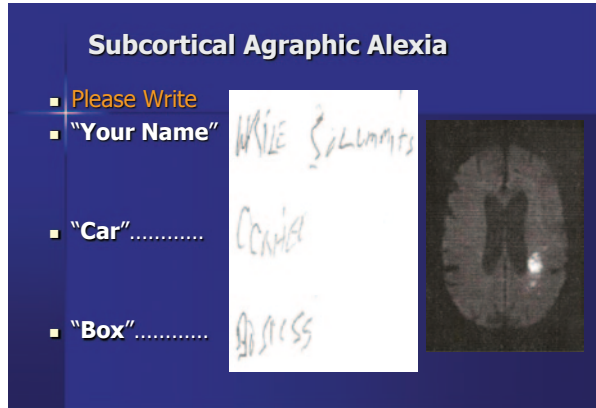 Subcortical Agraphic Alexia
Please Write
"Your Name"
"Car"............
"Box"............